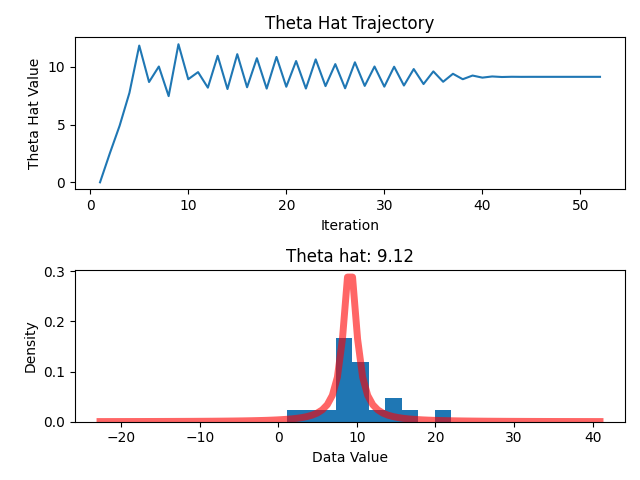 Theta Hat Trajectory
Theta Hat Value
10
5
0
0 10 20 30 40 50
Iteration
Theta hat: 9.12
Density
0.3
0.2
0.1
0.0
−20 −10 0 10 20 30 40
Data Value